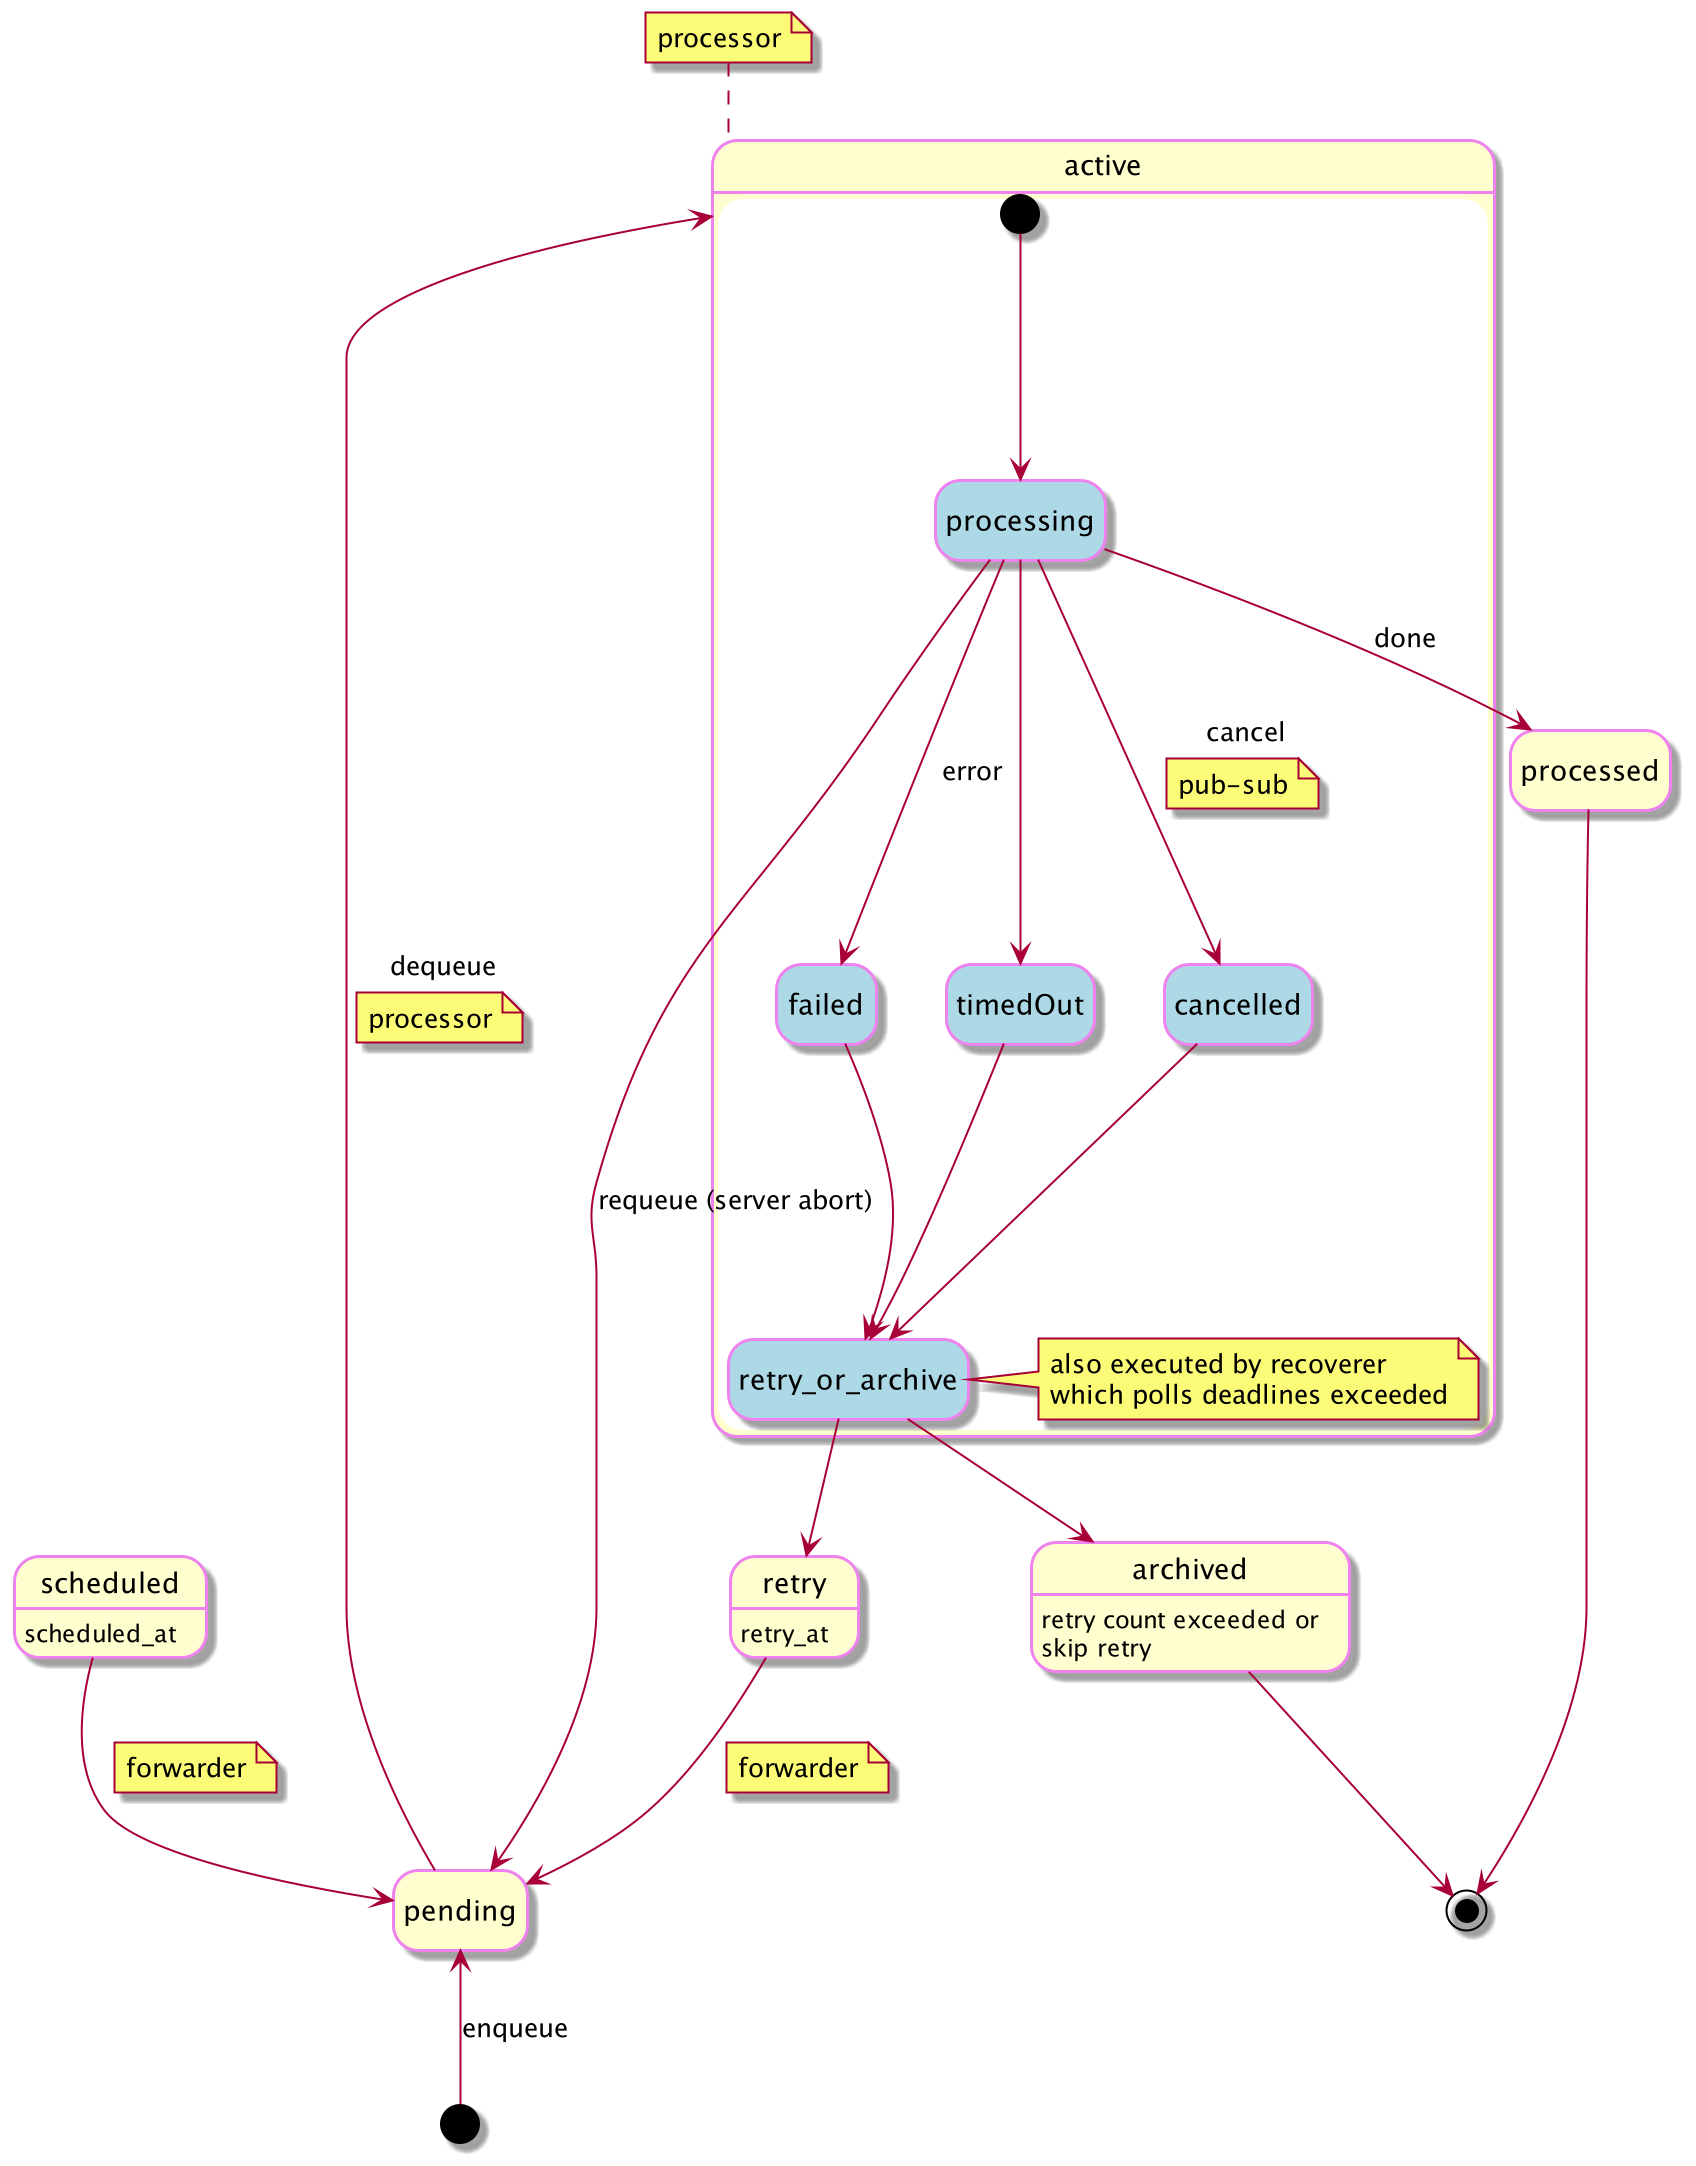 processor
active
processing
done
cancel
pub-sub
error
processed
dequeue
processor
failed
timedOut
cancelled
requeue (server abort)
retry_or_archive
also executed by recoverer
which polls deadlines exceeded
scheduled
scheduled_at
retry
retry_at
archived
retry count exceeded or
skip retry
forwarder
forwarder
pending
enqueue